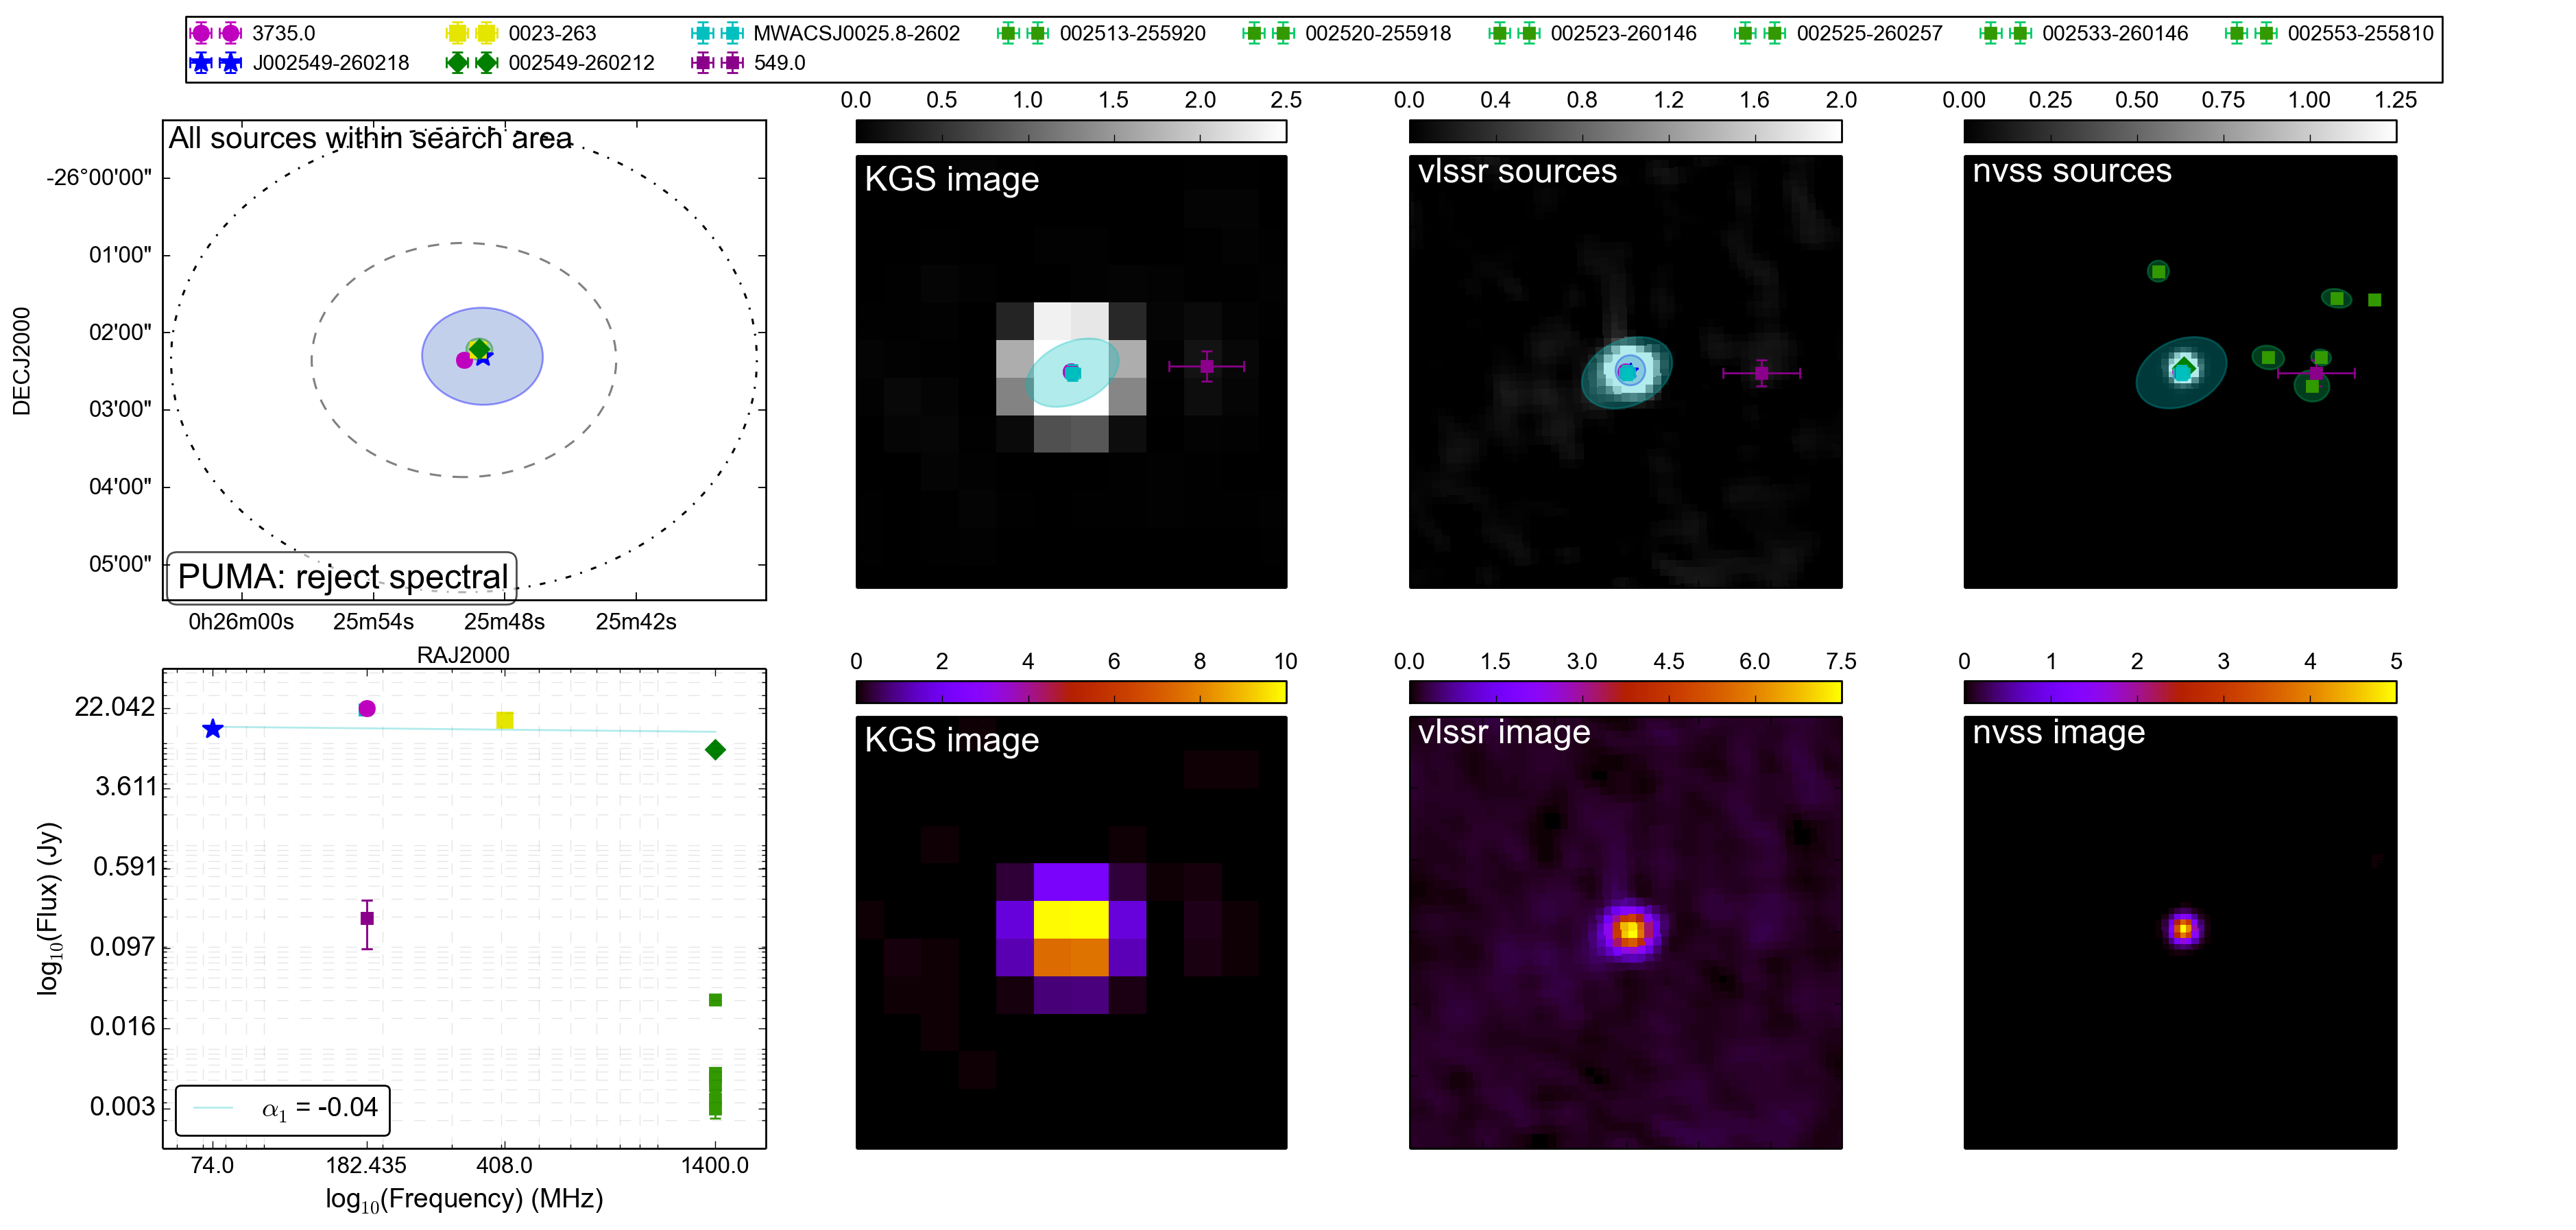 3735.0 0023-263 MWACSJ0025.8-2602 002513-255920 002520-255918 002523-260146 002525-260257 002533-260146 002553-255810
J002549-260218 002549-260212 549.0
0.0 0.5 1.0 1.5 2.0 2.5 0.0 0.4 0.8 1.2 1.6 2.0 0.00 0.25 0.50 0.75 1.00 1.25
All sources within search area
KGS image
vlssr sources
nvss sources
-26°00'00"
01'00"
02'00"
03'00"
04'00"
05'00"
DECJ2000
PUMA: reject spectral
0h26m00s 25m54s 25m48s 25m42s
RAJ2000
0 2 4 6 8 10 0.0 1.5 3.0 4.5 6.0 7.5 0 1 2 3 4 5
KGS image
vlssr image
nvss image
22.042
3.611
0.591
0.097
0.016
0.003
log₁₀(Flux) (Jy)
α₁ = -0.04
74.0 182.435 408.0 1400.0
log₁₀(Frequency) (MHz)